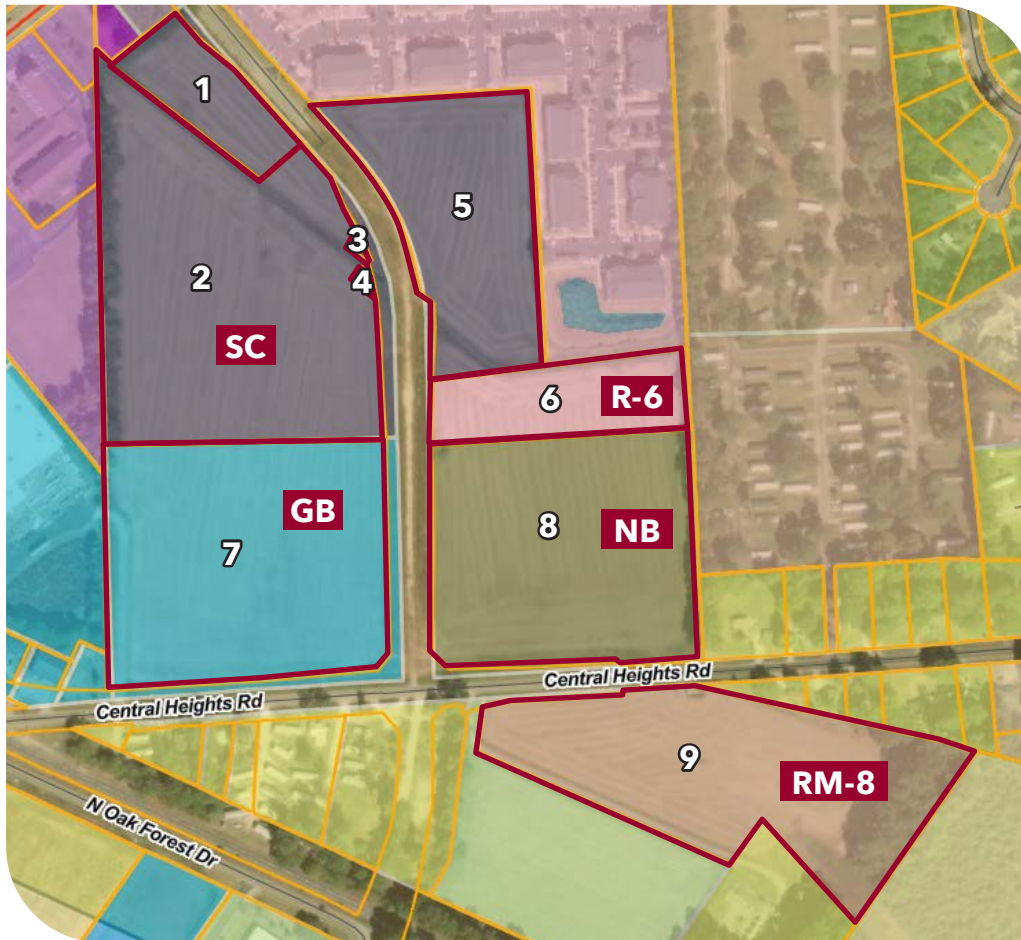 1
5
3
2
4
SC
6
R-6
GB
8
NB
7
Central Heights Rd
Central Heights Rd
9
RM-8
N Oak Forest Dr